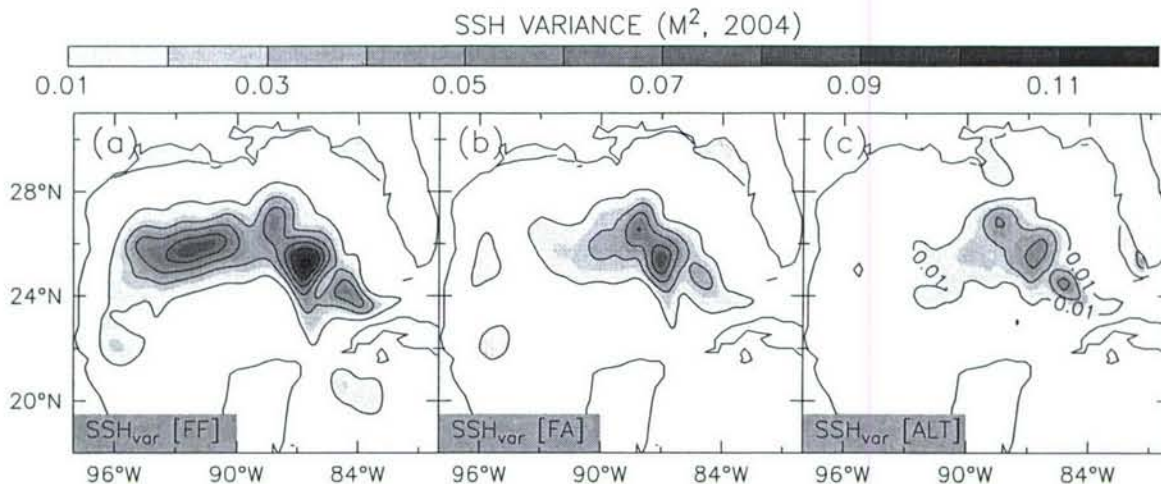 SSH VARIANCE (M², 2004)
0.01 0.03 0.05 0.07 0.09 0.11
(a) (b) (c)
28°N
24°N
20°N
0.01
0.01
0.01
SSHvar [FF] SSHvar [FA] SSHvar [ALT]
96°W 90°W 84°W 96°W 90°W 84°W 90°W 84°W